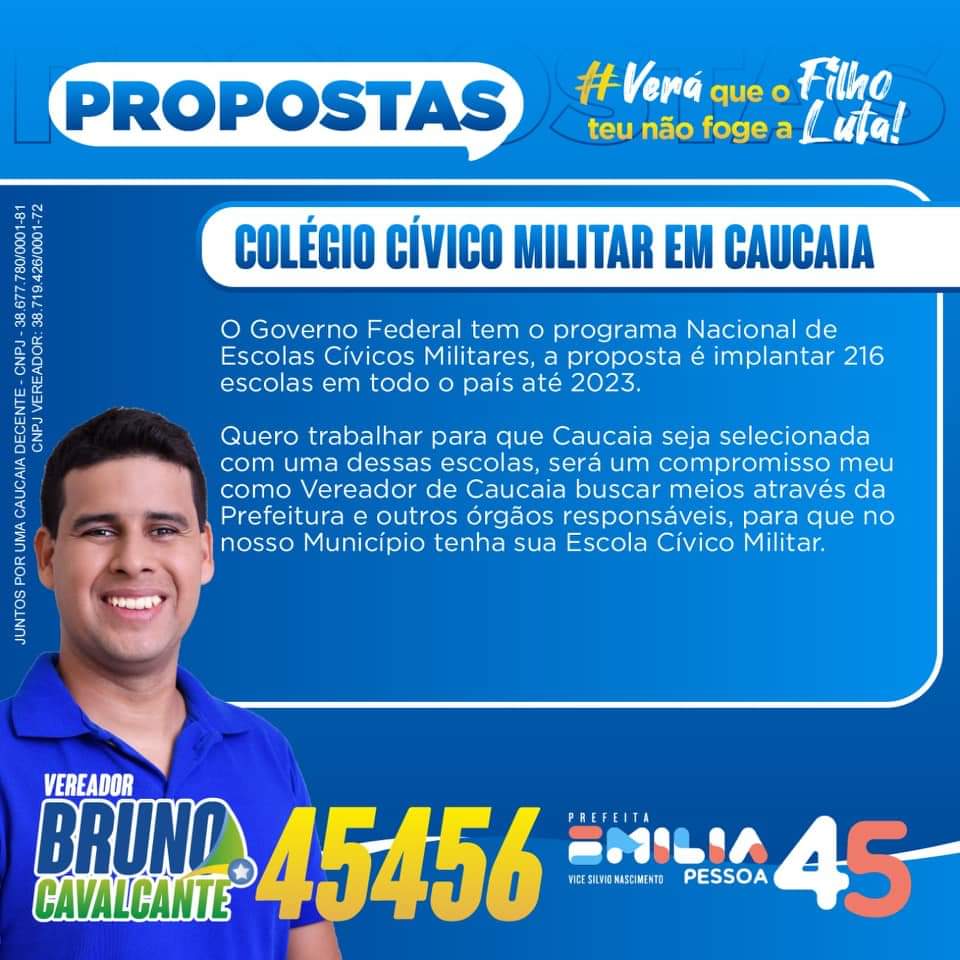 PROPOSTAS
#Verá que o Filho
teu não foge a Luta!
COLÉGIO CÍVICO MILITAR EM CAUCAIA
O Governo Federal tem o programa Nacional de
Escolas Cívicos Militares, a proposta é implantar 216
escolas em todo o país até 2023.
Quero trabalhar para que Caucaia seja selecionada
com uma dessas escolas, será um compromisso meu
como Vereador de Caucaia buscar meios através da
Prefeitura e outros órgãos responsáveis, para que no
nosso Município tenha sua Escola Cívico Militar.
JUNTOS POR UMA CAUCAIA DECENTE - CNPJ - 38.677.780/0001-81
CNPJ VEREADOR: 38.719.426/0001-72
VEREADOR
BRUNO
CAVALCANTE
45456
PREFEITA
EMILIA
PESSOA
VICE SILVIO NASCIMENTO
45